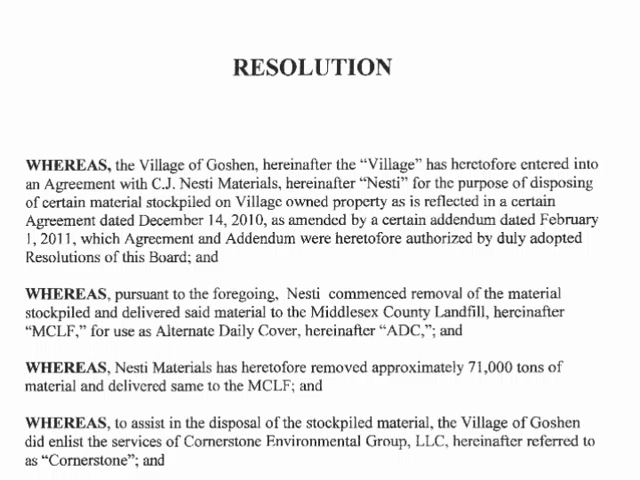 RESOLUTION
WHEREAS, the Village of Goshen, hereinafter the “Village” has heretofore entered into
an Agreement with C.J. Nesti Materials, hereinafter “Nesti” for the purpose of disposing
of certain material stockpiled on Village owned property as is reflected in a certain
Agreement dated December 14, 2010, as amended by a certain addendum dated February
1, 2011, which Agreement and Addendum were heretofore authorized by duly adopted
Resolutions of this Board; and
WHEREAS, pursuant to the foregoing, Nesti commenced removal of the material
stockpiled and delivered said material to the Middlesex County Landfill, hereinafter
“MCLF,” for use as Alternate Daily Cover, hereinafter “ADC,”; and
WHEREAS, Nesti Materials has heretofore removed approximately 71,000 tons of
material and delivered same to the MCLF; and
WHEREAS, to assist in the disposal of the stockpiled material, the Village of Goshen
did enlist the services of Cornerstone Environmental Group, LLC, hereinafter referred to
as “Cornerstone”; and